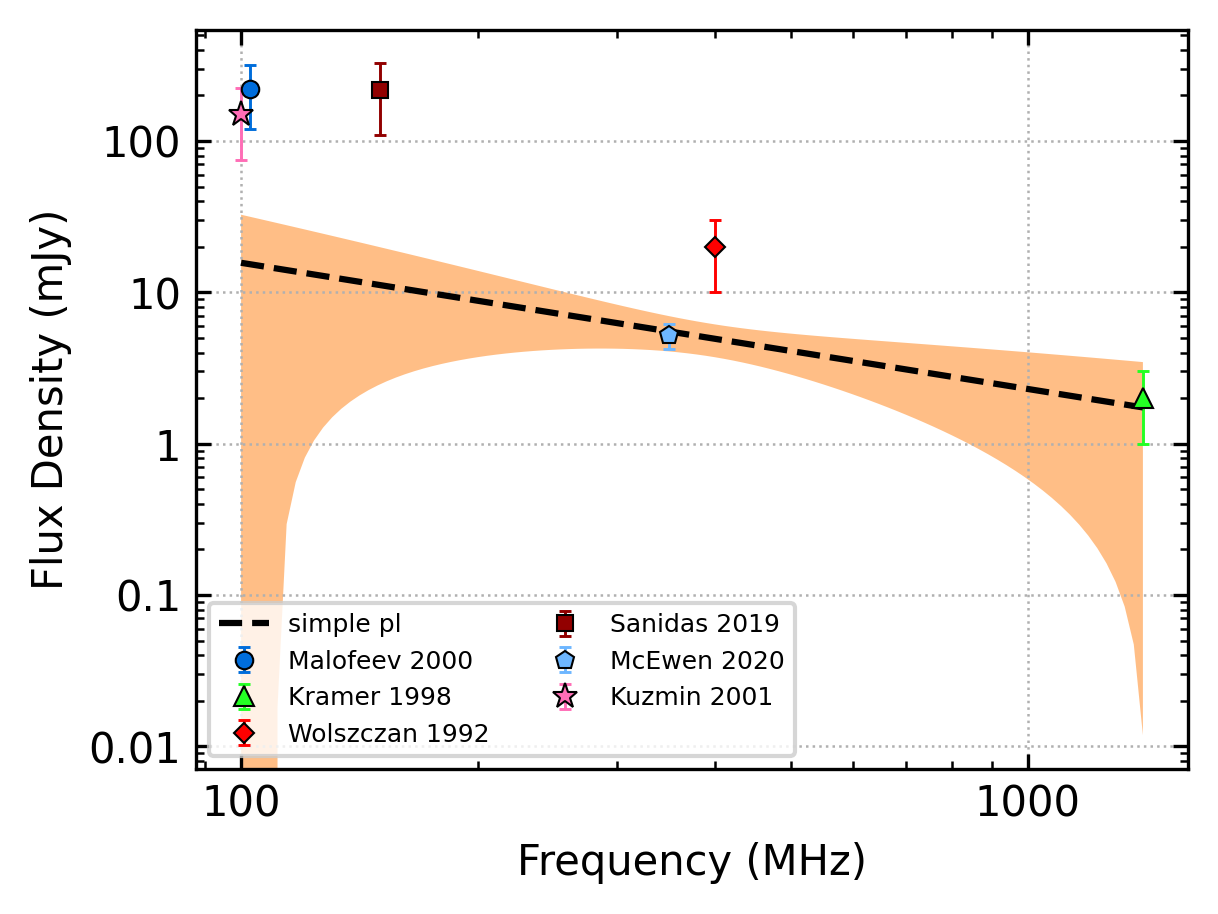 Flux Density (mJy)
100
10
1
0.1
0.01
simple pl
Malofeev 2000
Kramer 1998
Wolszczan 1992
Sanidas 2019
McEwen 2020
Kuzmin 2001
100
1000
Frequency (MHz)